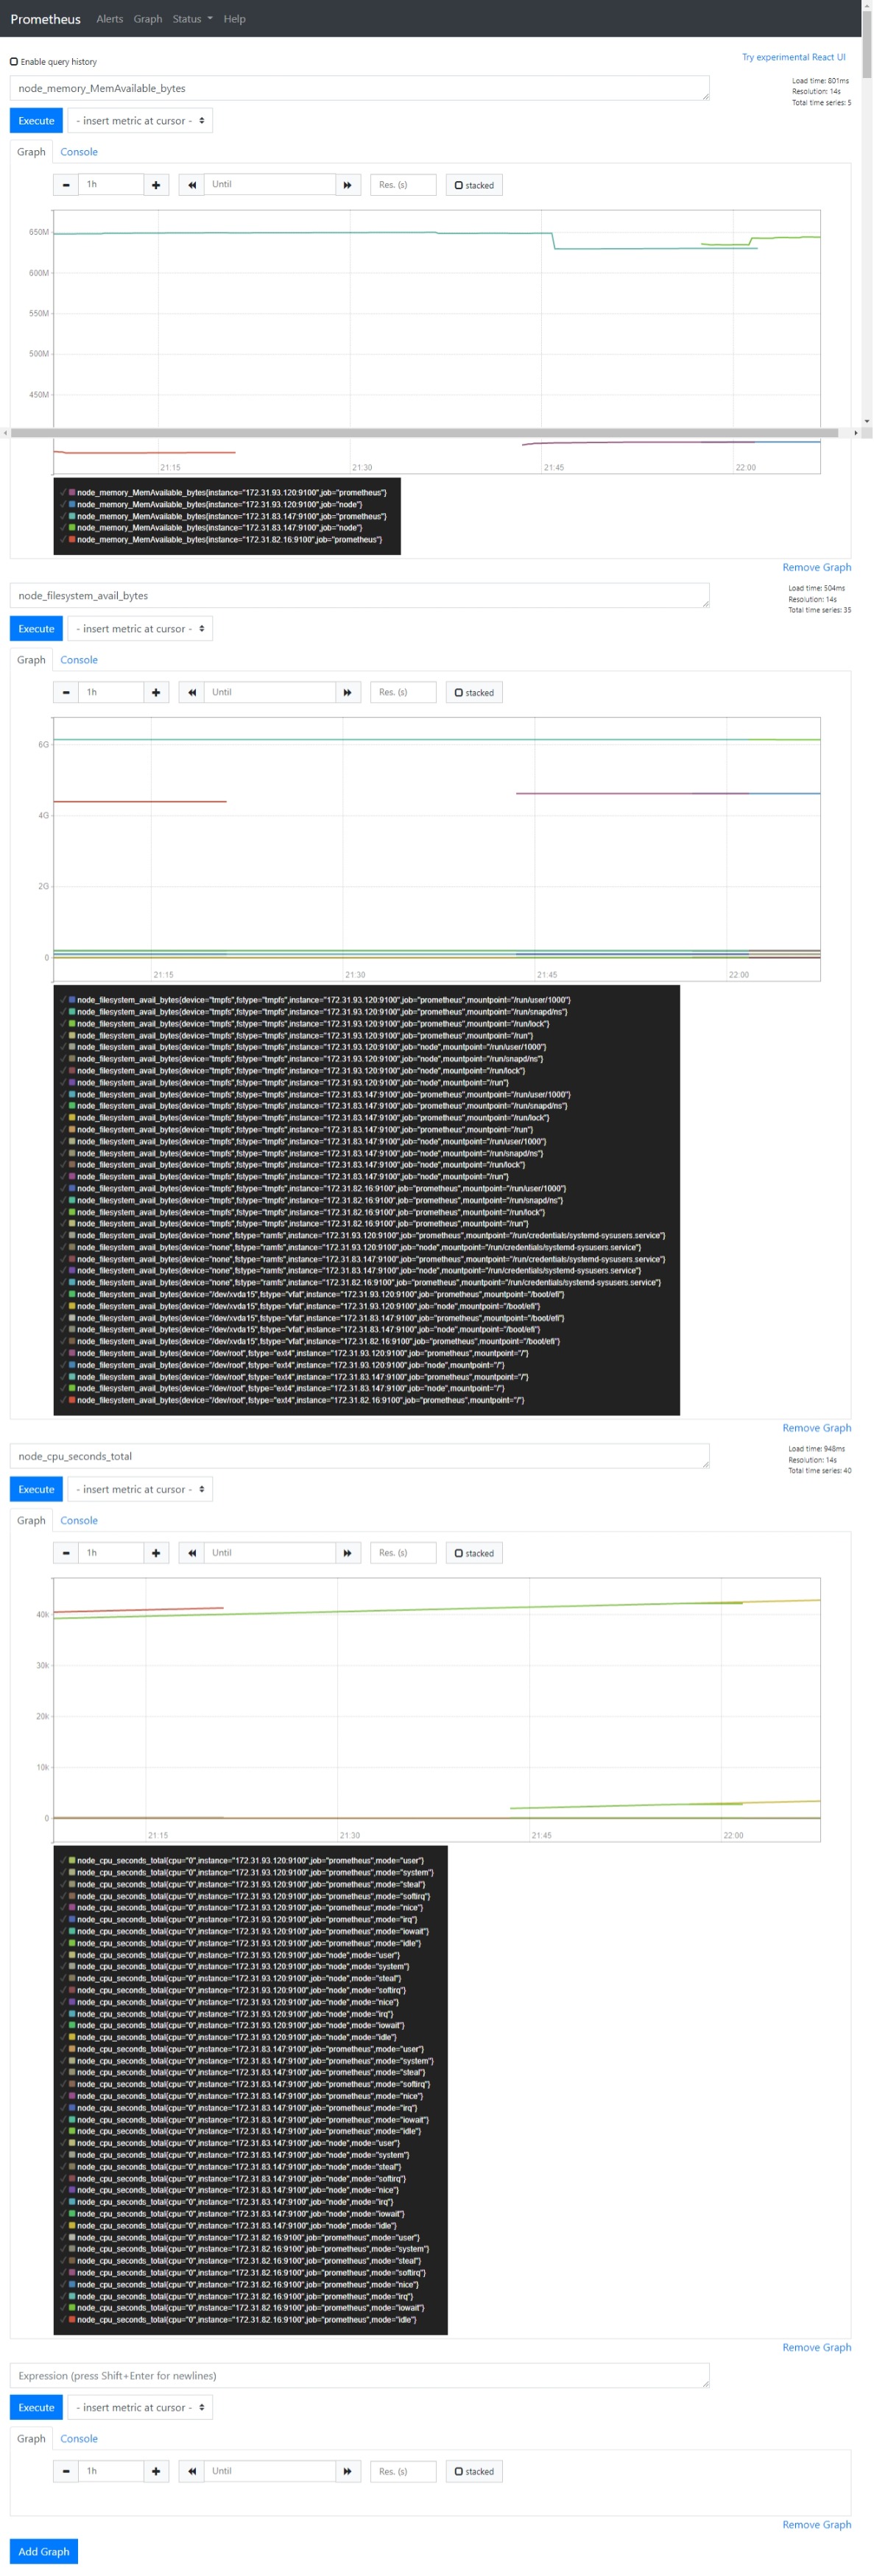 Prometheus Alerts Graph Status Help
Enable query history
Try experimental React UI
node_memory_MemAvailable_bytes
Load time: 801ms
Resolution: 14s
Total time series: 5
Execute - insert metric at cursor -
Graph Console
1h Until Res. (s) stacked
650M
600M
550M
500M
450M
21:15 21:30 21:45 22:00
node_memory_MemAvailable_bytes{instance="172.31.93.120:9100",job="prometheus"}
node_memory_MemAvailable_bytes{instance="172.31.93.120:9100",job="node"}
node_memory_MemAvailable_bytes{instance="172.31.83.147:9100",job="prometheus"}
node_memory_MemAvailable_bytes{instance="172.31.83.147:9100",job="node"}
node_memory_MemAvailable_bytes{instance="172.31.82.16:9100",job="prometheus"}
Remove Graph
node_filesystem_avail_bytes
Load time: 504ms
Resolution: 14s
Total time series: 35
Execute - insert metric at cursor -
Graph Console
1h Until Res. (s) stacked
6G
4G
2G
0
21:15 21:30 21:45 22:00
node_filesystem_avail_bytes{device="tmpfs",fstype="tmpfs",instance="172.31.93.120:9100",job="prometheus",mountpoint="/run/user/1000"}
node_filesystem_avail_bytes{device="tmpfs",fstype="tmpfs",instance="172.31.93.120:9100",job="prometheus",mountpoint="/run/snapd/ns"}
node_filesystem_avail_bytes{device="tmpfs",fstype="tmpfs",instance="172.31.93.120:9100",job="prometheus",mountpoint="/run/lock"}
node_filesystem_avail_bytes{device="tmpfs",fstype="tmpfs",instance="172.31.93.120:9100",job="prometheus",mountpoint="/run"}
node_filesystem_avail_bytes{device="tmpfs",fstype="tmpfs",instance="172.31.93.120:9100",job="node",mountpoint="/run/user/1000"}
node_filesystem_avail_bytes{device="tmpfs",fstype="tmpfs",instance="172.31.93.120:9100",job="node",mountpoint="/run/snapd/ns"}
node_filesystem_avail_bytes{device="tmpfs",fstype="tmpfs",instance="172.31.93.120:9100",job="node",mountpoint="/run/lock"}
node_filesystem_avail_bytes{device="tmpfs",fstype="tmpfs",instance="172.31.93.120:9100",job="node",mountpoint="/run"}
node_filesystem_avail_bytes{device="tmpfs",fstype="tmpfs",instance="172.31.83.147:9100",job="prometheus",mountpoint="/run/user/1000"}
node_filesystem_avail_bytes{device="tmpfs",fstype="tmpfs",instance="172.31.83.147:9100",job="prometheus",mountpoint="/run/snapd/ns"}
node_filesystem_avail_bytes{device="tmpfs",fstype="tmpfs",instance="172.31.83.147:9100",job="prometheus",mountpoint="/run/lock"}
node_filesystem_avail_bytes{device="tmpfs",fstype="tmpfs",instance="172.31.83.147:9100",job="prometheus",mountpoint="/run"}
node_filesystem_avail_bytes{device="tmpfs",fstype="tmpfs",instance="172.31.83.147:9100",job="node",mountpoint="/run/user/1000"}
node_filesystem_avail_bytes{device="tmpfs",fstype="tmpfs",instance="172.31.83.147:9100",job="node",mountpoint="/run/snapd/ns"}
node_filesystem_avail_bytes{device="tmpfs",fstype="tmpfs",instance="172.31.83.147:9100",job="node",mountpoint="/run/lock"}
node_filesystem_avail_bytes{device="tmpfs",fstype="tmpfs",instance="172.31.83.147:9100",job="node",mountpoint="/run"}
node_filesystem_avail_bytes{device="tmpfs",fstype="tmpfs",instance="172.31.82.16:9100",job="prometheus",mountpoint="/run/user/1000"}
node_filesystem_avail_bytes{device="tmpfs",fstype="tmpfs",instance="172.31.82.16:9100",job="prometheus",mountpoint="/run/snapd/ns"}
node_filesystem_avail_bytes{device="tmpfs",fstype="tmpfs",instance="172.31.82.16:9100",job="prometheus",mountpoint="/run/lock"}
node_filesystem_avail_bytes{device="tmpfs",fstype="tmpfs",instance="172.31.82.16:9100",job="prometheus",mountpoint="/run"}
node_filesystem_avail_bytes{device="none",fstype="ramfs",instance="172.31.93.120:9100",job="prometheus",mountpoint="/run/credentials/systemd-sysusers.service"}
node_filesystem_avail_bytes{device="none",fstype="ramfs",instance="172.31.93.120:9100",job="node",mountpoint="/run/credentials/systemd-sysusers.service"}
node_filesystem_avail_bytes{device="none",fstype="ramfs",instance="172.31.83.147:9100",job="prometheus",mountpoint="/run/credentials/systemd-sysusers.service"}
node_filesystem_avail_bytes{device="none",fstype="ramfs",instance="172.31.83.147:9100",job="node",mountpoint="/run/credentials/systemd-sysusers.service"}
node_filesystem_avail_bytes{device="none",fstype="ramfs",instance="172.31.82.16:9100",job="prometheus",mountpoint="/run/credentials/systemd-sysusers.service"}
node_filesystem_avail_bytes{device="/dev/xvda15",fstype="vfat",instance="172.31.93.120:9100",job="prometheus",mountpoint="/boot/efi"}
node_filesystem_avail_bytes{device="/dev/xvda15",fstype="vfat",instance="172.31.93.120:9100",job="node",mountpoint="/boot/efi"}
node_filesystem_avail_bytes{device="/dev/xvda15",fstype="vfat",instance="172.31.83.147:9100",job="prometheus",mountpoint="/boot/efi"}
node_filesystem_avail_bytes{device="/dev/xvda15",fstype="vfat",instance="172.31.83.147:9100",job="node",mountpoint="/boot/efi"}
node_filesystem_avail_bytes{device="/dev/xvda15",fstype="vfat",instance="172.31.82.16:9100",job="prometheus",mountpoint="/boot/efi"}
node_filesystem_avail_bytes{device="/dev/root",fstype="ext4",instance="172.31.93.120:9100",job="prometheus",mountpoint="/"}
node_filesystem_avail_bytes{device="/dev/root",fstype="ext4",instance="172.31.93.120:9100",job="node",mountpoint="/"}
node_filesystem_avail_bytes{device="/dev/root",fstype="ext4",instance="172.31.83.147:9100",job="prometheus",mountpoint="/"}
node_filesystem_avail_bytes{device="/dev/root",fstype="ext4",instance="172.31.83.147:9100",job="node",mountpoint="/"}
node_filesystem_avail_bytes{device="/dev/root",fstype="ext4",instance="172.31.82.16:9100",job="prometheus",mountpoint="/"}
Remove Graph
node_cpu_seconds_total
Load time: 948ms
Resolution: 14s
Total time series: 40
Execute - insert metric at cursor -
Graph Console
1h Until Res. (s) stacked
40k
30k
20k
10k
0
21:15 21:30 21:45 22:00
node_cpu_seconds_total{cpu="0",instance="172.31.93.120:9100",job="prometheus",mode="user"}
node_cpu_seconds_total{cpu="0",instance="172.31.93.120:9100",job="prometheus",mode="system"}
node_cpu_seconds_total{cpu="0",instance="172.31.93.120:9100",job="prometheus",mode="steal"}
node_cpu_seconds_total{cpu="0",instance="172.31.93.120:9100",job="prometheus",mode="softirq"}
node_cpu_seconds_total{cpu="0",instance="172.31.93.120:9100",job="prometheus",mode="nice"}
node_cpu_seconds_total{cpu="0",instance="172.31.93.120:9100",job="prometheus",mode="irq"}
node_cpu_seconds_total{cpu="0",instance="172.31.93.120:9100",job="prometheus",mode="iowait"}
node_cpu_seconds_total{cpu="0",instance="172.31.93.120:9100",job="prometheus",mode="idle"}
node_cpu_seconds_total{cpu="0",instance="172.31.93.120:9100",job="node",mode="user"}
node_cpu_seconds_total{cpu="0",instance="172.31.93.120:9100",job="node",mode="system"}
node_cpu_seconds_total{cpu="0",instance="172.31.93.120:9100",job="node",mode="steal"}
node_cpu_seconds_total{cpu="0",instance="172.31.93.120:9100",job="node",mode="softirq"}
node_cpu_seconds_total{cpu="0",instance="172.31.93.120:9100",job="node",mode="nice"}
node_cpu_seconds_total{cpu="0",instance="172.31.93.120:9100",job="node",mode="irq"}
node_cpu_seconds_total{cpu="0",instance="172.31.93.120:9100",job="node",mode="iowait"}
node_cpu_seconds_total{cpu="0",instance="172.31.93.120:9100",job="node",mode="idle"}
node_cpu_seconds_total{cpu="0",instance="172.31.83.147:9100",job="prometheus",mode="user"}
node_cpu_seconds_total{cpu="0",instance="172.31.83.147:9100",job="prometheus",mode="system"}
node_cpu_seconds_total{cpu="0",instance="172.31.83.147:9100",job="prometheus",mode="steal"}
node_cpu_seconds_total{cpu="0",instance="172.31.83.147:9100",job="prometheus",mode="softirq"}
node_cpu_seconds_total{cpu="0",instance="172.31.83.147:9100",job="prometheus",mode="nice"}
node_cpu_seconds_total{cpu="0",instance="172.31.83.147:9100",job="prometheus",mode="irq"}
node_cpu_seconds_total{cpu="0",instance="172.31.83.147:9100",job="prometheus",mode="iowait"}
node_cpu_seconds_total{cpu="0",instance="172.31.83.147:9100",job="prometheus",mode="idle"}
node_cpu_seconds_total{cpu="0",instance="172.31.83.147:9100",job="node",mode="user"}
node_cpu_seconds_total{cpu="0",instance="172.31.83.147:9100",job="node",mode="system"}
node_cpu_seconds_total{cpu="0",instance="172.31.83.147:9100",job="node",mode="steal"}
node_cpu_seconds_total{cpu="0",instance="172.31.83.147:9100",job="node",mode="softirq"}
node_cpu_seconds_total{cpu="0",instance="172.31.83.147:9100",job="node",mode="nice"}
node_cpu_seconds_total{cpu="0",instance="172.31.83.147:9100",job="node",mode="irq"}
node_cpu_seconds_total{cpu="0",instance="172.31.83.147:9100",job="node",mode="iowait"}
node_cpu_seconds_total{cpu="0",instance="172.31.83.147:9100",job="node",mode="idle"}
node_cpu_seconds_total{cpu="0",instance="172.31.82.16:9100",job="prometheus",mode="user"}
node_cpu_seconds_total{cpu="0",instance="172.31.82.16:9100",job="prometheus",mode="system"}
node_cpu_seconds_total{cpu="0",instance="172.31.82.16:9100",job="prometheus",mode="steal"}
node_cpu_seconds_total{cpu="0",instance="172.31.82.16:9100",job="prometheus",mode="softirq"}
node_cpu_seconds_total{cpu="0",instance="172.31.82.16:9100",job="prometheus",mode="nice"}
node_cpu_seconds_total{cpu="0",instance="172.31.82.16:9100",job="prometheus",mode="irq"}
node_cpu_seconds_total{cpu="0",instance="172.31.82.16:9100",job="prometheus",mode="iowait"}
node_cpu_seconds_total{cpu="0",instance="172.31.82.16:9100",job="prometheus",mode="idle"}
Remove Graph
Expression (press Shift+Enter for newlines)
Execute - insert metric at cursor -
Graph Console
1h Until Res. (s) stacked
Remove Graph
Add Graph